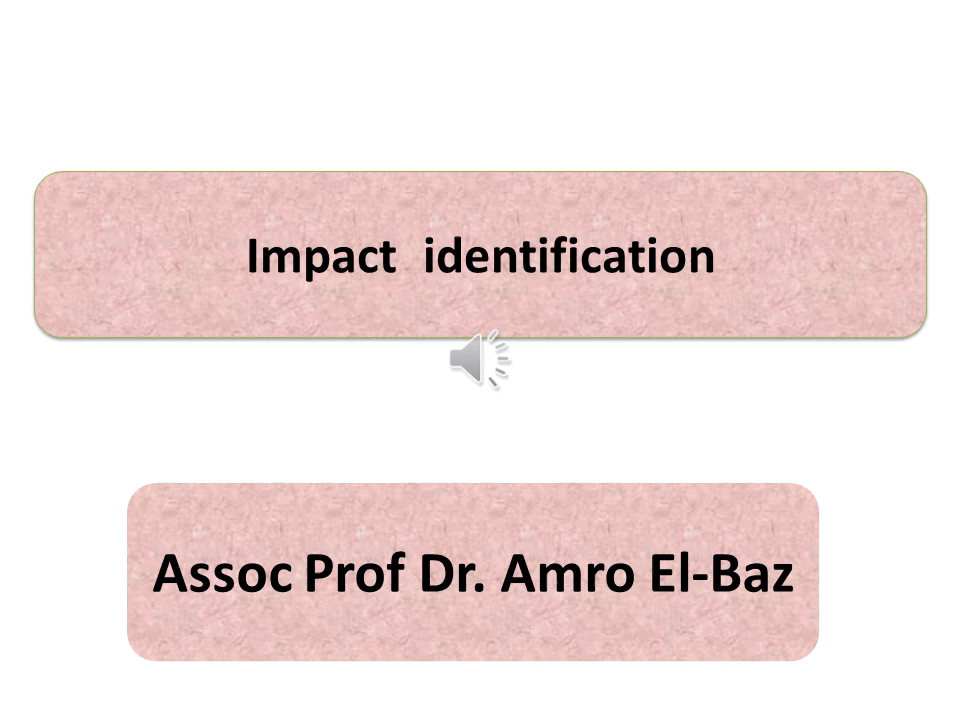 Impact identification
Assoc Prof Dr. Amro El-Baz